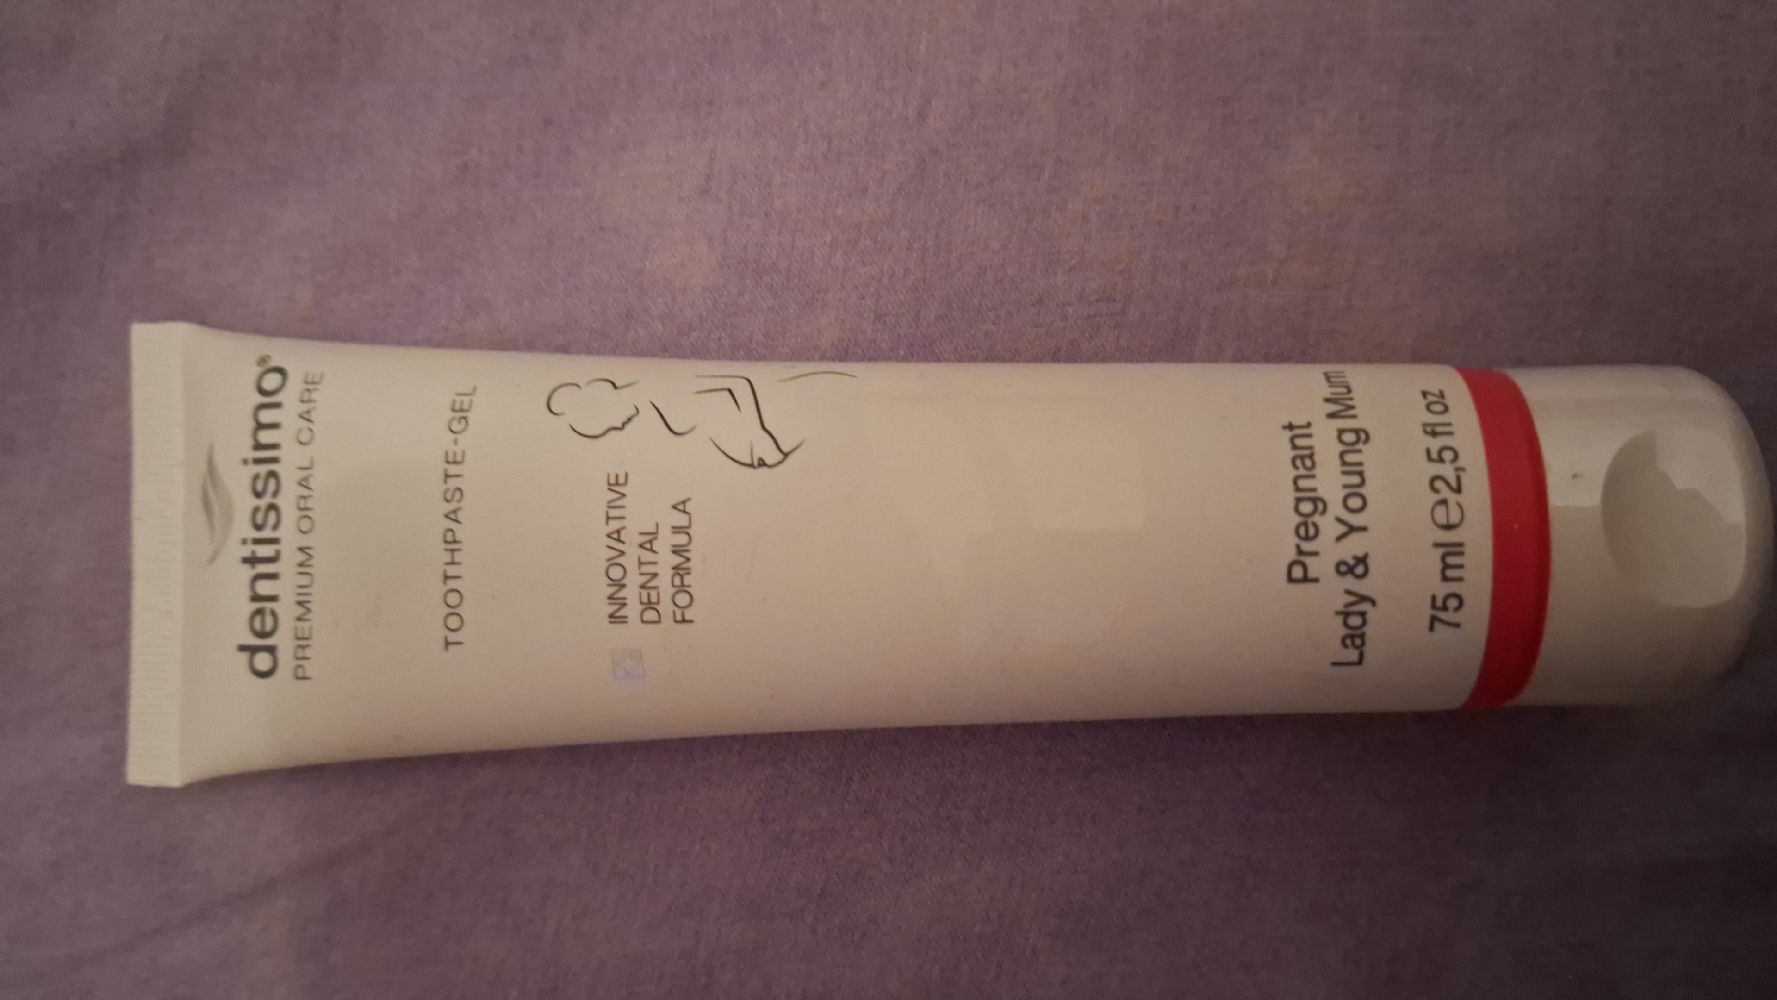 dentissimo®
PREMIUM ORAL CARE
TOOTHPASTE-GEL
INNOVATIVE
DENTAL
FORMULA
Pregnant
Lady & Young Mum
75 ml ℮ 2,5 fl oz